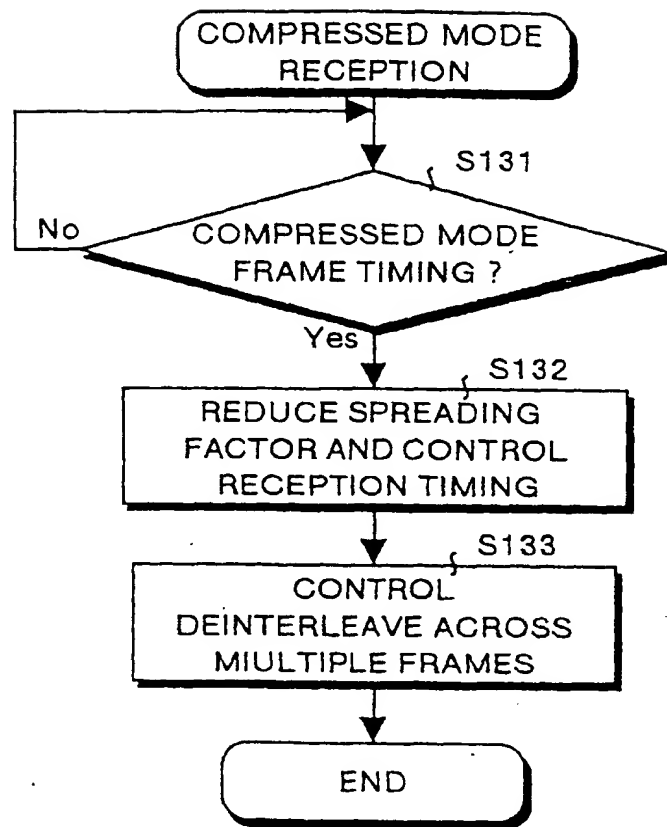 COMPRESSED MODE
RECEPTION
S131
No
COMPRESSED MODE
FRAME TIMING ?
Yes
S132
REDUCE SPREADING
FACTOR AND CONTROL
RECEPTION TIMING
S133
CONTROL
DEINTERLEAVE ACROSS
MIULTIPLE FRAMES
END